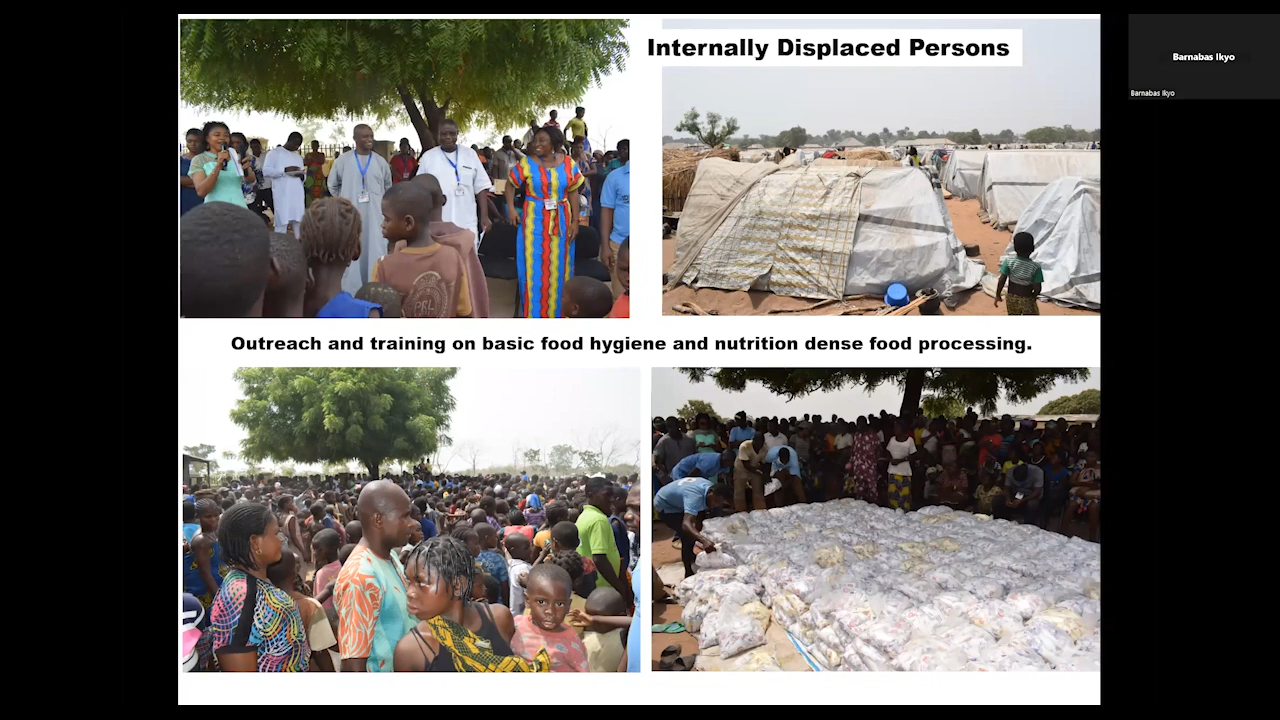 Internally Displaced Persons
Barnabas Ikyo
Barnabas Ikyo
Outreach and training on basic food hygiene and nutrition dense food processing.